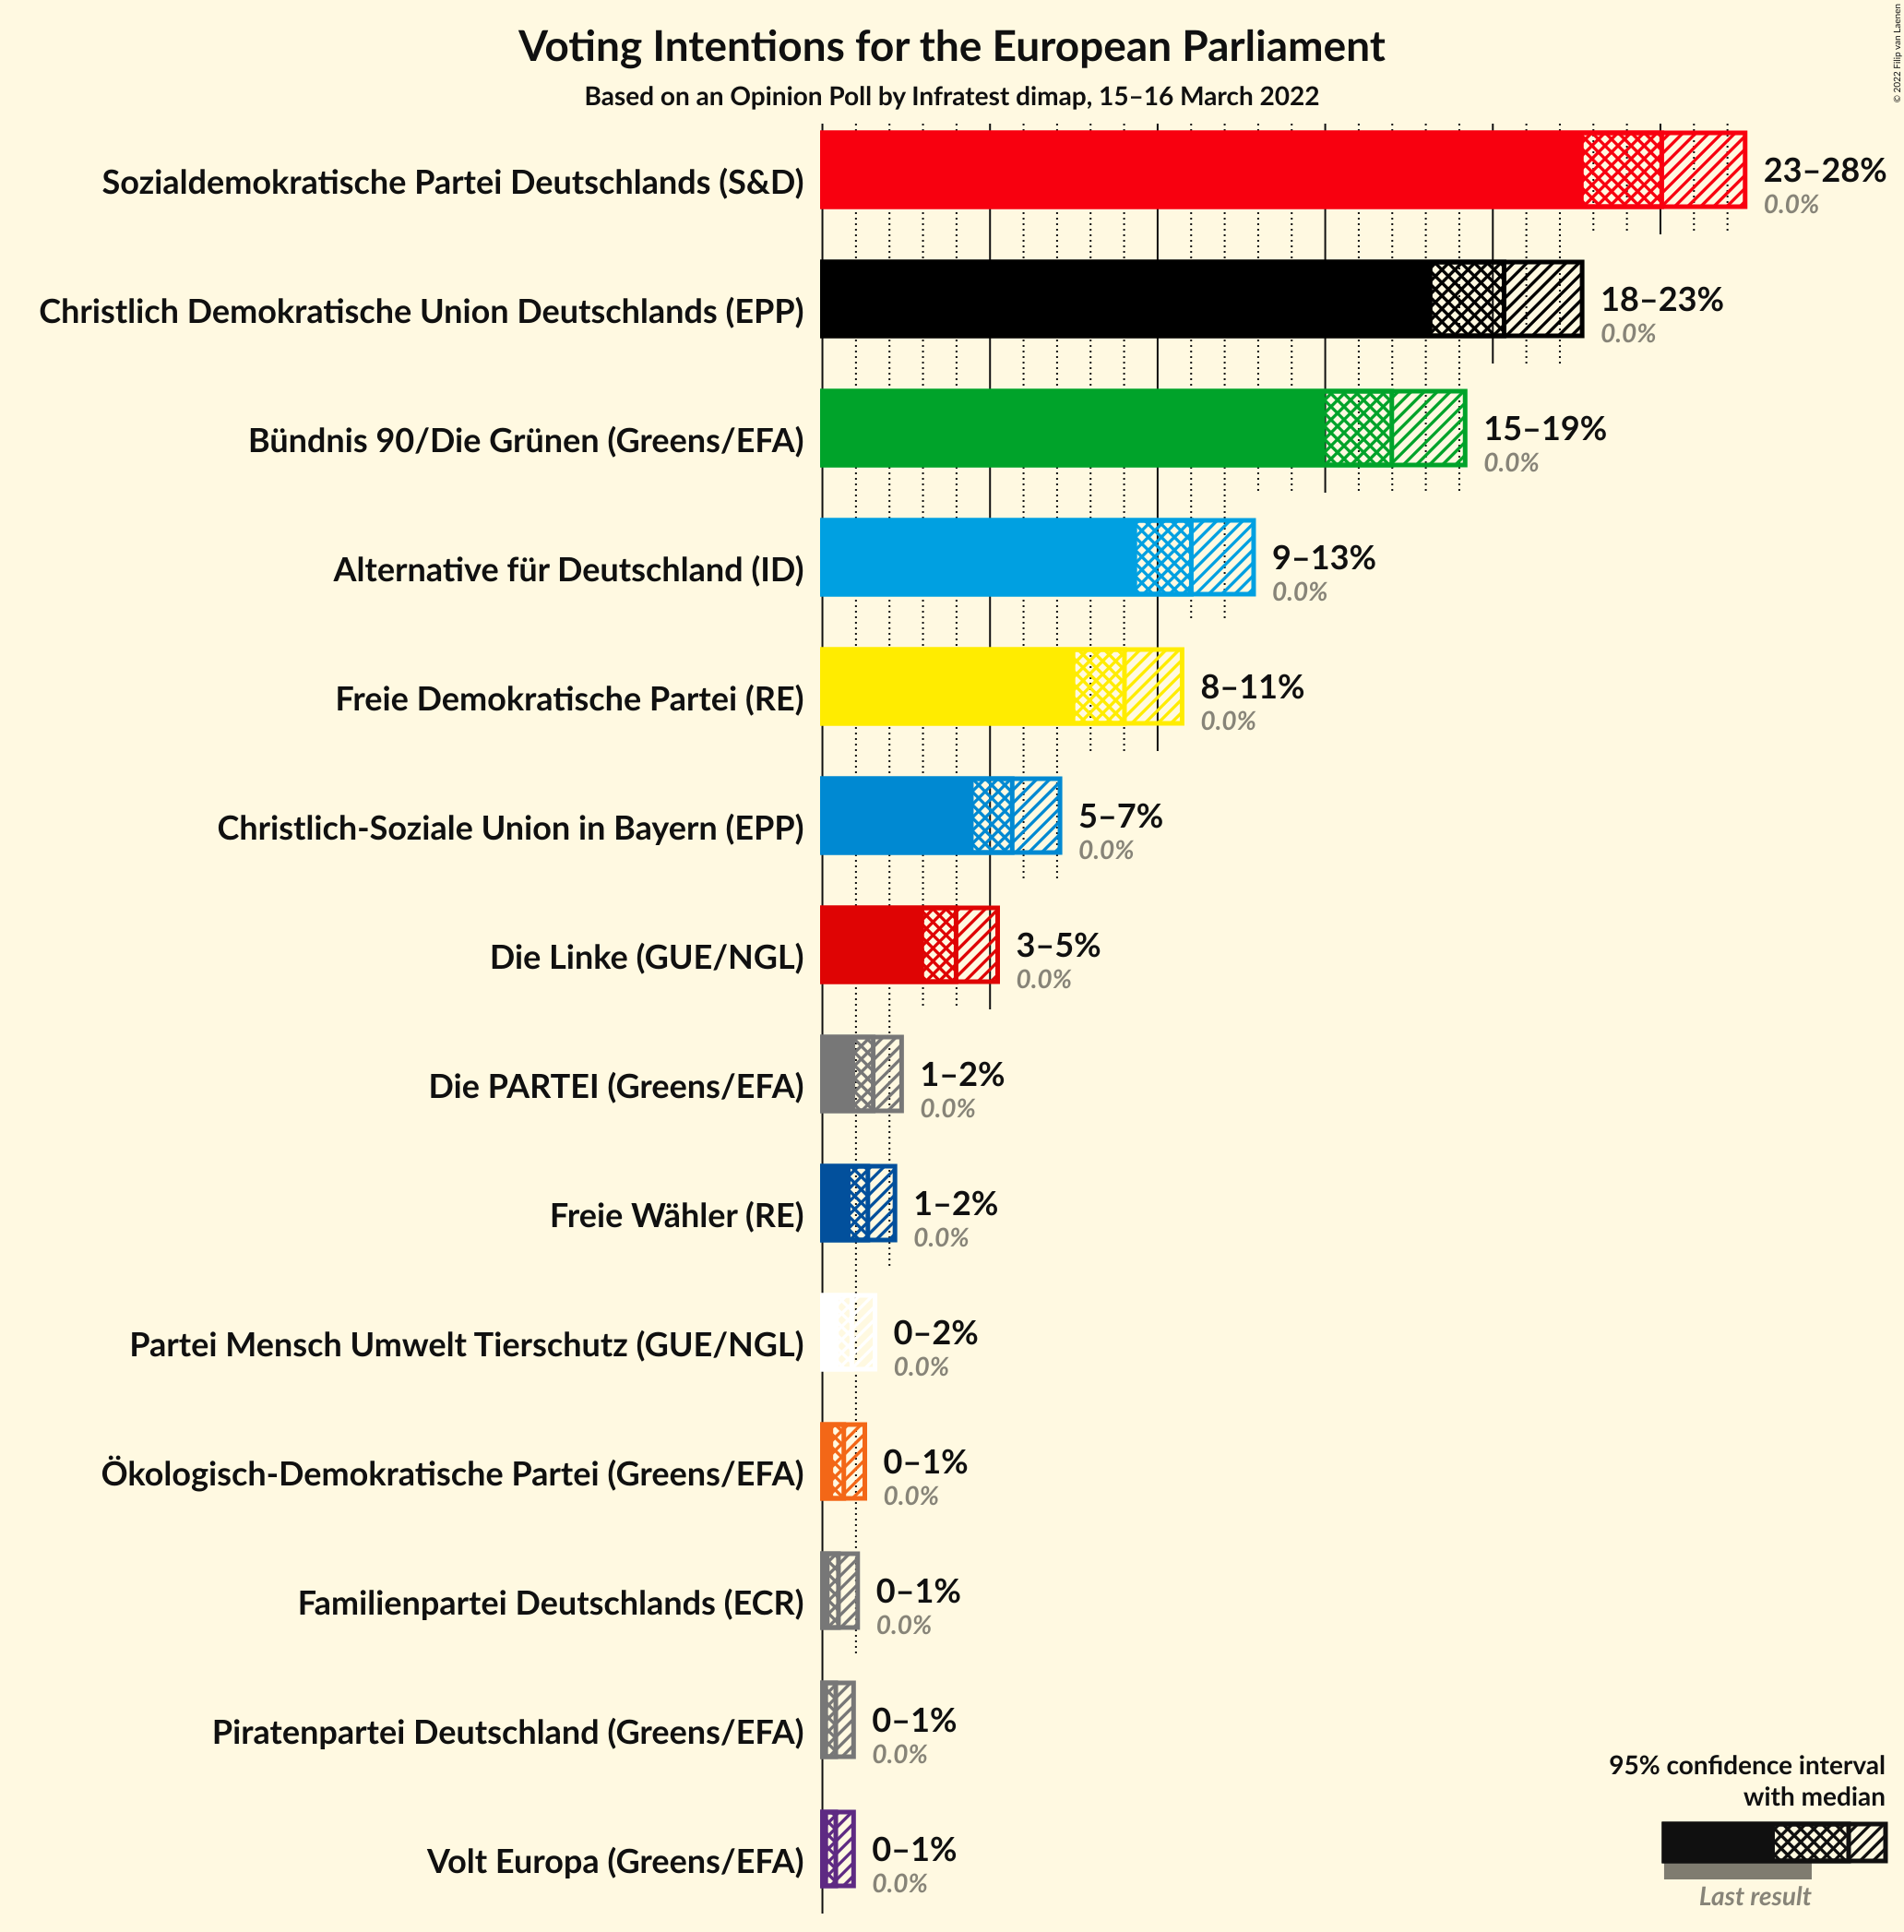 Voting Intentions for the European Parliament
Based on an Opinion Poll by Infratest dimap, 15–16 March 2022
© 2022 Filip van Laenen
Sozialdemokratische Partei Deutschlands (S&D)
23–28%
0.0%
Christlich Demokratische Union Deutschlands (EPP)
18–23%
0.0%
Bündnis 90/Die Grünen (Greens/EFA)
15–19%
0.0%
Alternative für Deutschland (ID)
9–13%
0.0%
Freie Demokratische Partei (RE)
8–11%
0.0%
Christlich-Soziale Union in Bayern (EPP)
5–7%
0.0%
Die Linke (GUE/NGL)
3–5%
0.0%
Die PARTEI (Greens/EFA)
1–2%
0.0%
Freie Wähler (RE)
1–2%
0.0%
Partei Mensch Umwelt Tierschutz (GUE/NGL)
0–2%
0.0%
Ökologisch-Demokratische Partei (Greens/EFA)
0–1%
0.0%
Familienpartei Deutschlands (ECR)
0–1%
0.0%
Piratenpartei Deutschland (Greens/EFA)
0–1%
0.0%
Volt Europa (Greens/EFA)
0–1%
0.0%
95% confidence interval
with median
Last result